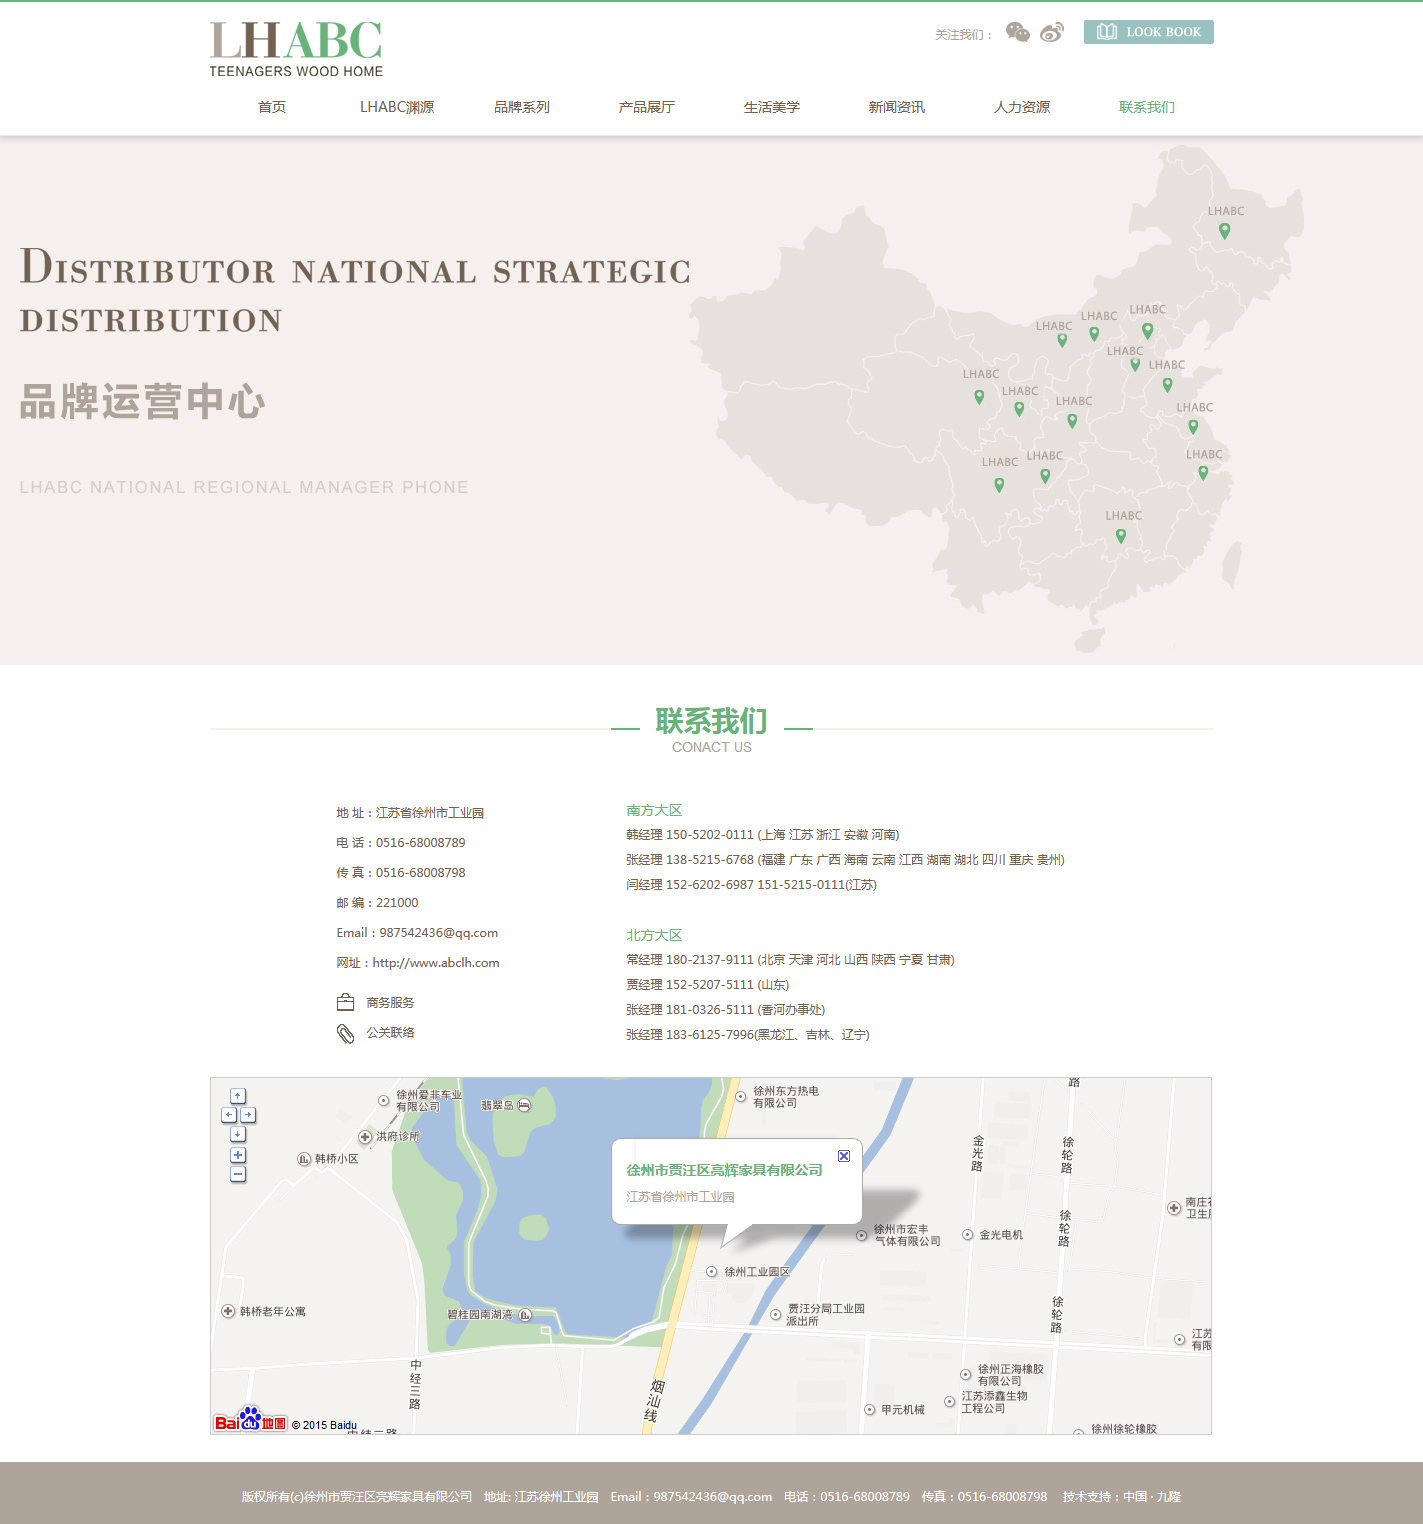 LHABC
TEENAGERS WOOD HOME
关注我们：
LOOK BOOK
首页 LHABC渊源 品牌系列 产品展厅 生活美学 新闻资讯 人力资源 联系我们
DISTRIBUTOR NATIONAL STRATEGIC
DISTRIBUTION
品牌运营中心
LHABC NATIONAL REGIONAL MANAGER PHONE
LHABC
LHABC
LHABC
LHABC
LHABC
LHABC
LHABC
LHABC
LHABC
LHABC
LHABC
LHABC
LHABC
LHABC
联系我们
CONACT US
地 址：江苏省徐州市工业园
电 话：0516-68008789
传 真：0516-68008798
邮 编：221000
Email：987542436@qq.com
网址：http://www.abclh.com
商务服务
公关联络
南方大区
韩经理 150-5202-0111 (上海 江苏 浙江 安徽 河南)
张经理 138-5215-6768 (福建 广东 广西 海南 云南 江西 湖南 湖北 四川 重庆 贵州)
闫经理 152-6202-6987 151-5215-0111(江苏)
北方大区
常经理 180-2137-9111 (北京 天津 河北 山西 陕西 宁夏 甘肃)
贾经理 152-5207-5111 (山东)
张经理 181-0326-5111 (香河办事处)
张经理 183-6125-7996(黑龙江、吉林、辽宁)
徐州爱非车业
有限公司
翡翠岛
洪府诊所
韩桥小区
徐州东方热电
有限公司
路
金光路
徐轮路
徐州市贾汪区亮辉家具有限公司
江苏省徐州市工业园
南庄
卫生
徐州市宏丰
气体有限公司
金光电机
徐轮路
徐州工业园区
韩桥老年公寓
碧桂园南湖湾
贾汪分局工业园
派出所
徐轮路
江苏
有限
中经三路
烟汕线
徐州正海橡胶
有限公司
江苏添鑫生物
工程公司
甲元机械
徐州徐轮橡胶
Bai du 地图 © 2015 Baidu
版权所有(c)徐州市贾汪区亮辉家具有限公司 地址: 江苏徐州工业园 Email：987542436@qq.com 电话：0516-68008789 传真：0516-68008798 技术支持：中国 · 九隆